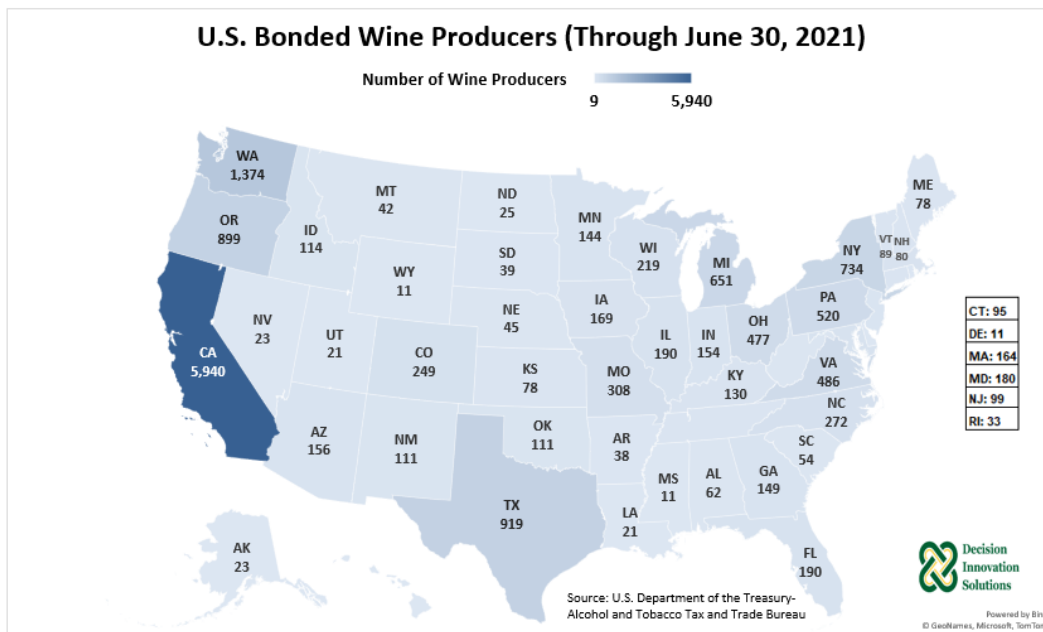 U.S. Bonded Wine Producers (Through June 30, 2021)
Number of Wine Producers
9 5,940
WA
1,374
OR
899
CA
5,940
ID
114
NV
23
MT
42
WY
11
UT
21
AZ
156
CO
249
NM
111
ND
25
SD
39
NE
45
KS
78
OK
111
TX
919
MN
144
IA
169
MO
308
AR
38
LA
21
WI
219
IL
190
MI
651
IN
154
OH
477
KY
130
MS
11
AL
62
GA
149
FL
190
SC
54
NC
272
VA
486
PA
520
NY
734
VT
89
NH
80
ME
78
AK
23
CT: 95
DE: 11
MA: 164
MD: 180
NJ: 99
RI: 33
Source: U.S. Department of the Treasury-
Alcohol and Tobacco Tax and Trade Bureau
Decision
Innovation
Solutions
Powered by Bin
© GeoNames, Microsoft, TomTom